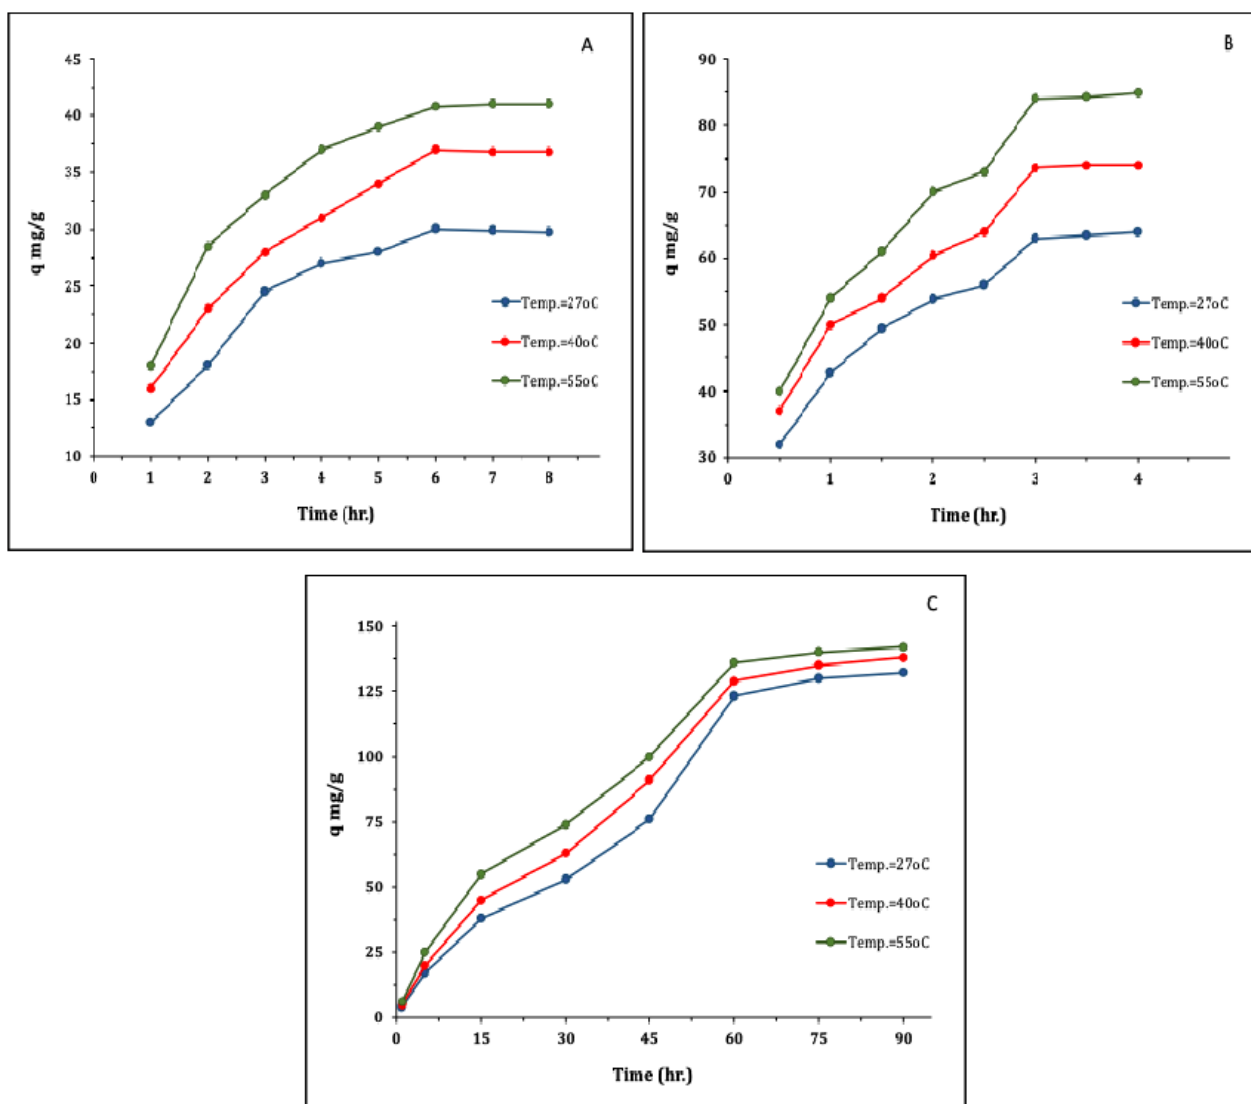 A
45
40
35
30
25
20
15
10
0 1 2 3 4 5 6 7 8
q mg/g
Time (hr.)
Temp.=27oC
Temp.=40oC
Temp.=55oC
B
90
80
70
60
50
40
30
0 1 2 3 4
q mg/g
Time (hr.)
Temp.=27oC
Temp.=40oC
Temp.=55oC
C
150
125
100
75
50
25
0
0 15 30 45 60 75 90
q mg/g
Time (hr.)
Temp.=27oC
Temp.=40oC
Temp.=55oC